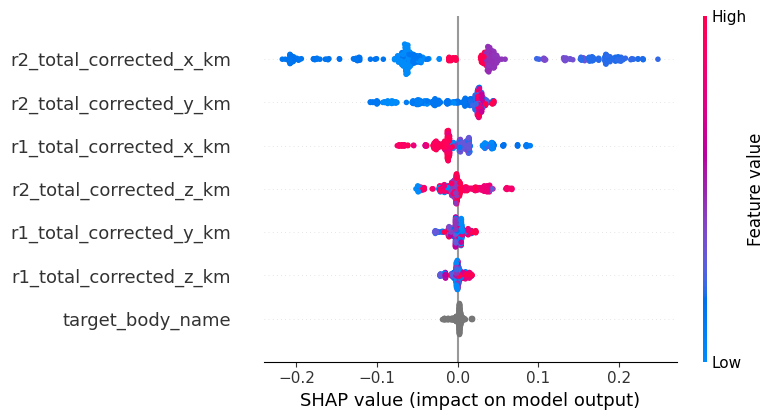 High
r2_total_corrected_x_km
r2_total_corrected_y_km
r1_total_corrected_x_km
r2_total_corrected_z_km
r1_total_corrected_y_km
r1_total_corrected_z_km
target_body_name
Feature value
Low
−0.2 −0.1 0.0 0.1 0.2
SHAP value (impact on model output)